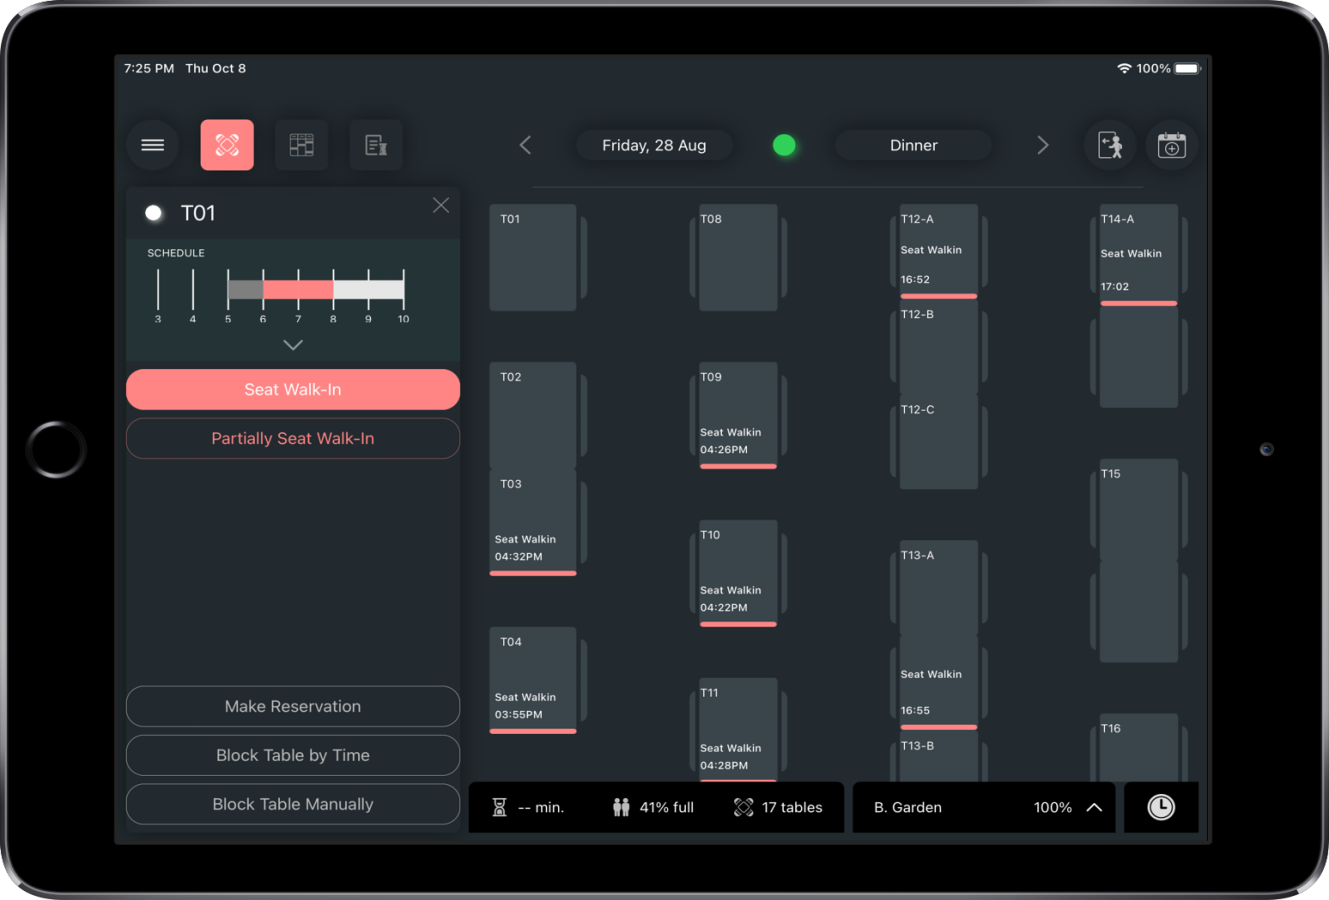 7:25 PM Thu Oct 8
100%
Friday, 28 Aug
Dinner
T01
SCHEDULE
3 4 5 6 7 8 9 10
Seat Walk-In
Partially Seat Walk-In
Make Reservation
Block Table by Time
Block Table Manually
T01
T02
T03
Seat Walkin
04:32PM
T04
Seat Walkin
03:55PM
T08
T09
Seat Walkin
04:26PM
T10
Seat Walkin
04:22PM
T11
Seat Walkin
04:28PM
T12-A
Seat Walkin
16:52
T12-B
T12-C
T13-A
Seat Walkin
16:55
T13-B
T14-A
Seat Walkin
17:02
T15
T16
-- min.
41% full
17 tables
B. Garden
100%